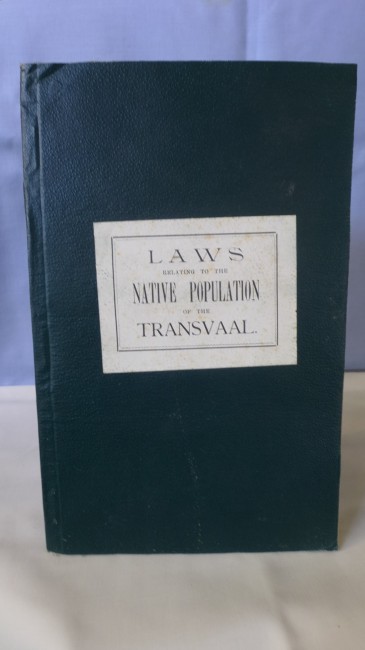 LAWS
RELATING TO THE
NATIVE POPULATION
OF THE
TRANSVAAL.